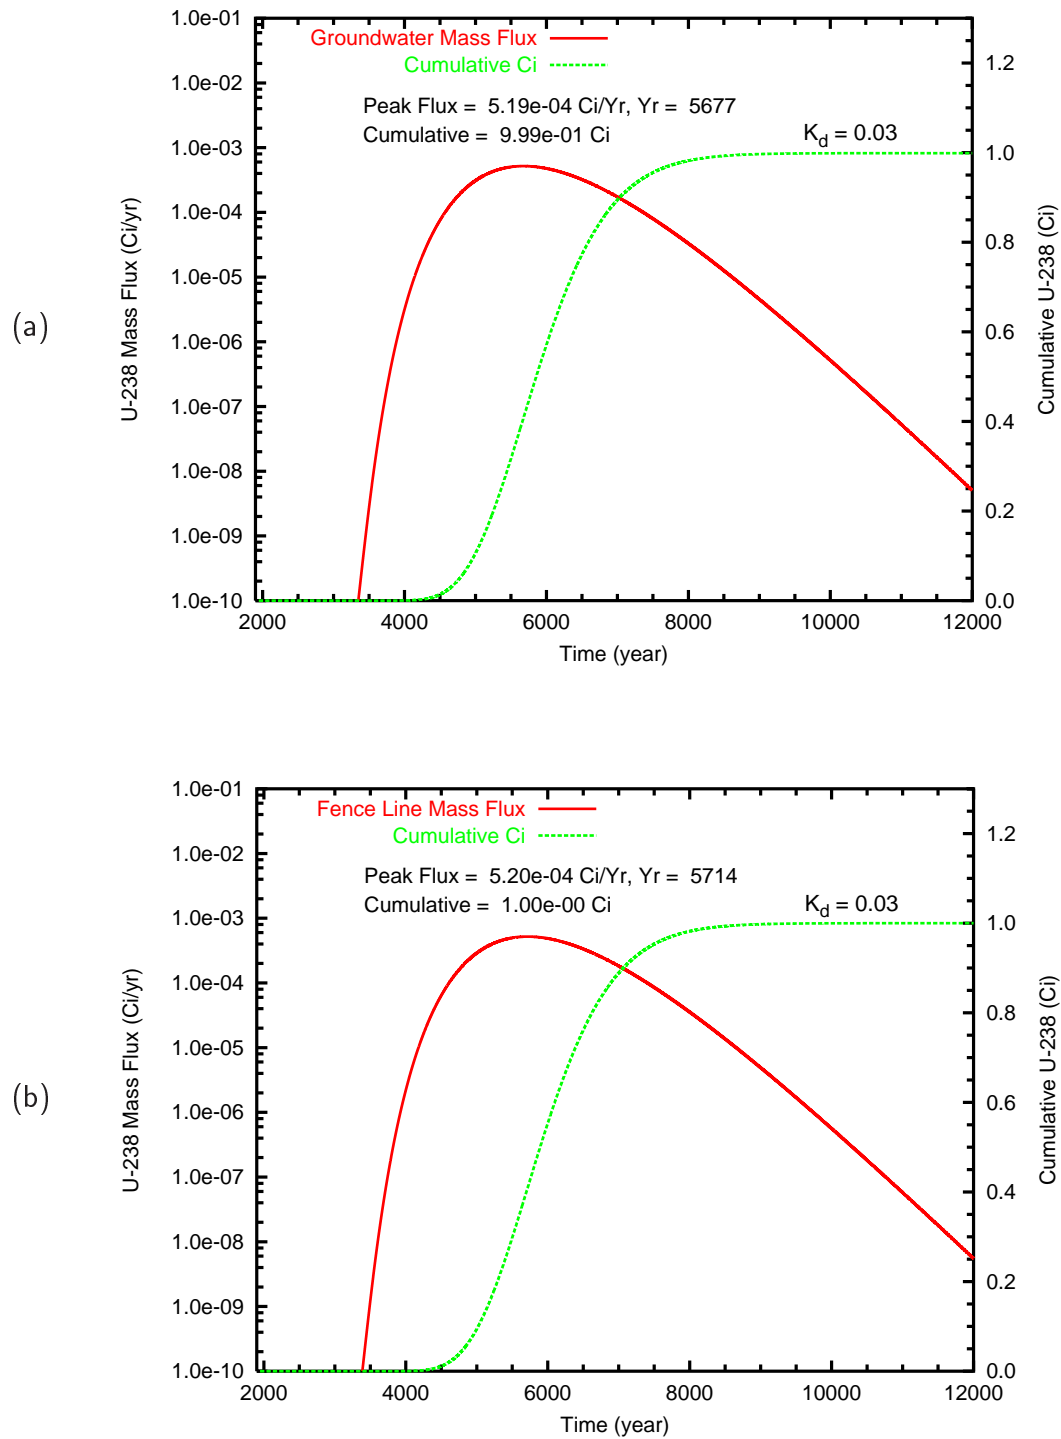 (a)
Groundwater Mass Flux
Cumulative Ci
Peak Flux = 5.19e-04 Ci/Yr, Yr = 5677
Cumulative = 9.99e-01 Ci
K_d = 0.03
U-238 Mass Flux (Ci/yr)
1.0e-01
1.0e-02
1.0e-03
1.0e-04
1.0e-05
1.0e-06
1.0e-07
1.0e-08
1.0e-09
1.0e-10
Cumulative U-238 (Ci)
1.2
1.0
0.8
0.6
0.4
0.2
0.0
2000 4000 6000 8000 10000 12000
Time (year)
(b)
Fence Line Mass Flux
Cumulative Ci
Peak Flux = 5.20e-04 Ci/Yr, Yr = 5714
Cumulative = 1.00e-00 Ci
K_d = 0.03
U-238 Mass Flux (Ci/yr)
1.0e-01
1.0e-02
1.0e-03
1.0e-04
1.0e-05
1.0e-06
1.0e-07
1.0e-08
1.0e-09
1.0e-10
Cumulative U-238 (Ci)
1.2
1.0
0.8
0.6
0.4
0.2
0.0
2000 4000 6000 8000 10000 12000
Time (year)